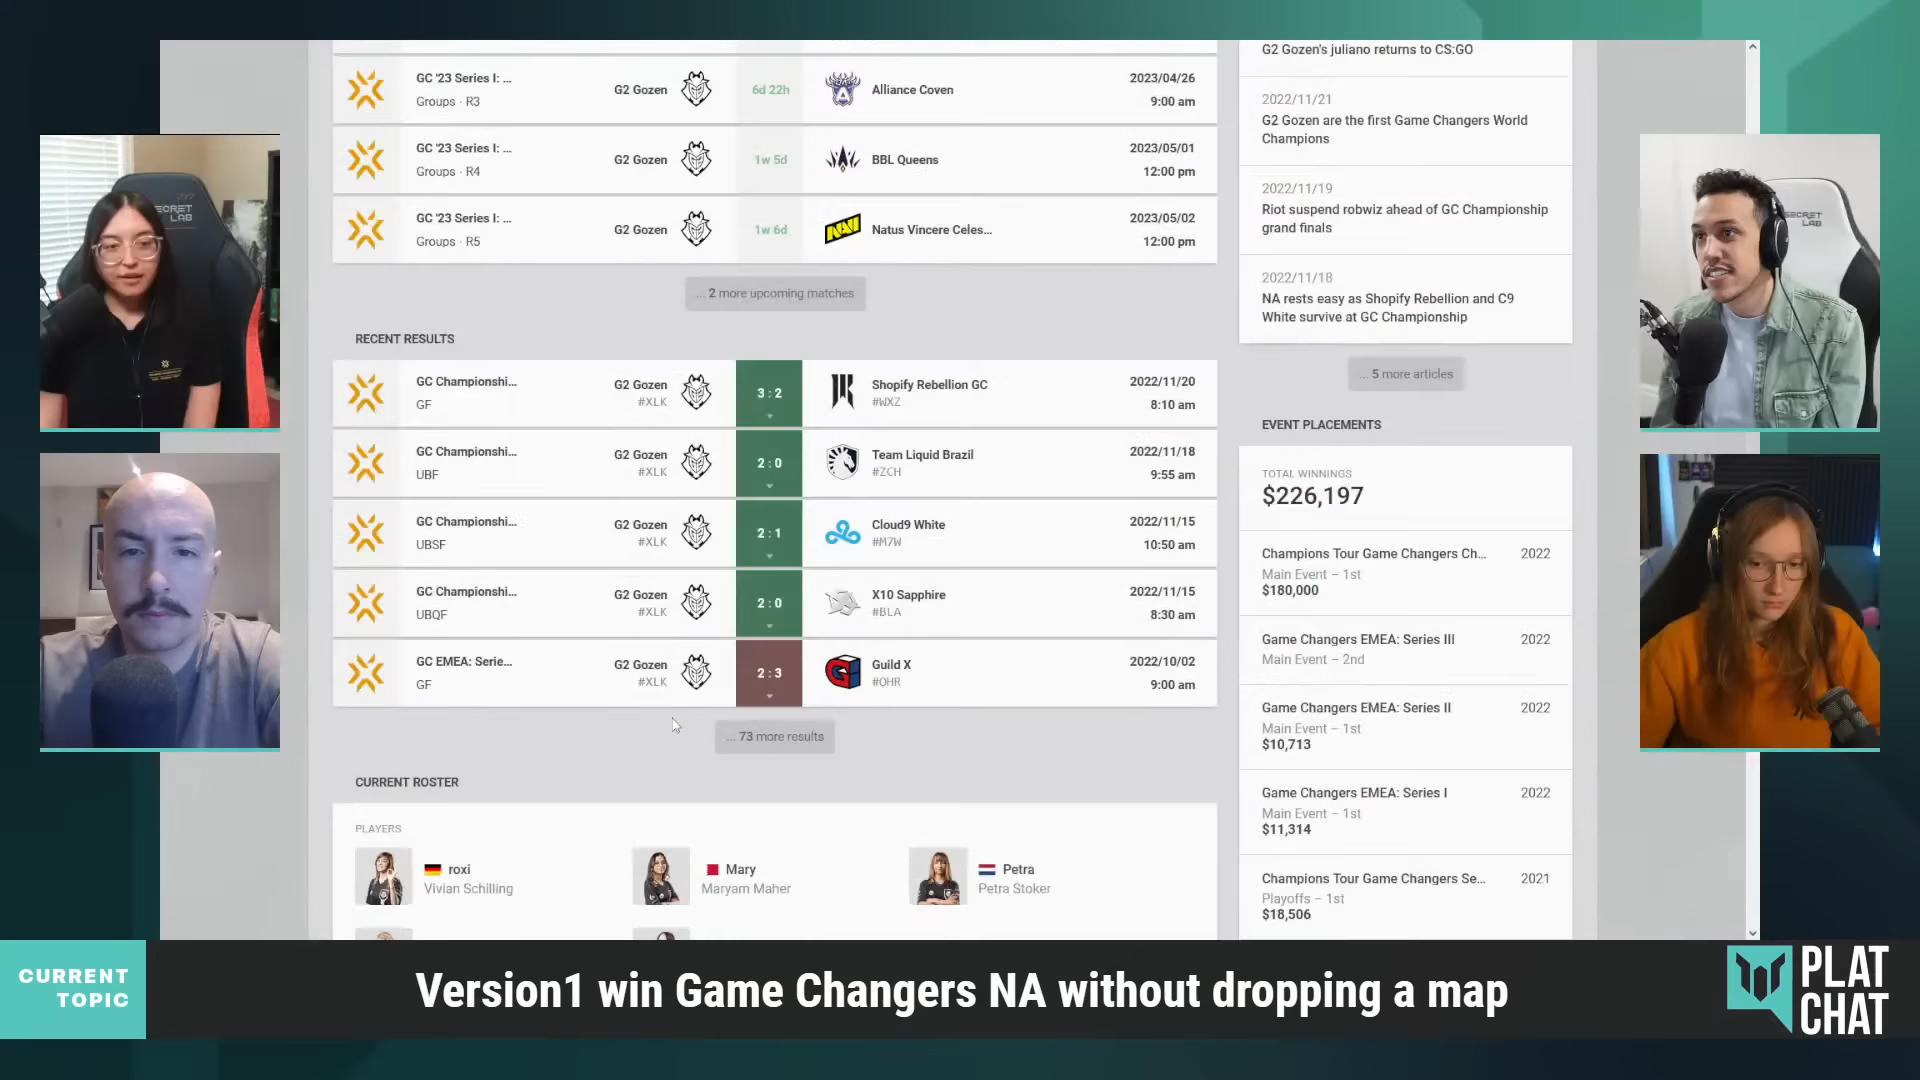 GC '23 Series I: ...
Groups · R3
G2 Gozen
6d 22h
Alliance Coven
2023/04/26
9:00 am
GC '23 Series I: ...
Groups · R4
G2 Gozen
1w 5d
BBL Queens
2023/05/01
12:00 pm
GC '23 Series I: ...
Groups · R5
G2 Gozen
1w 6d
Natus Vincere Celes...
2023/05/02
12:00 pm
... 2 more upcoming matches
RECENT RESULTS
GC Championshi...
GF
G2 Gozen
#XLK
3 : 2
Shopify Rebellion GC
#WXZ
2022/11/20
8:10 am
GC Championshi...
UBF
G2 Gozen
#XLK
2 : 0
Team Liquid Brazil
#ZCH
2022/11/18
9:55 am
GC Championshi...
UBSF
G2 Gozen
#XLK
2 : 1
Cloud9 White
#M7W
2022/11/15
10:50 am
GC Championshi...
UBQF
G2 Gozen
#XLK
2 : 0
X10 Sapphire
#BLA
2022/11/15
8:30 am
GC EMEA: Serie...
GF
G2 Gozen
#XLK
2 : 3
Guild X
#QHR
2022/10/02
9:00 am
... 73 more results
CURRENT ROSTER
PLAYERS
roxi
Vivian Schilling
Mary
Maryam Maher
Petra
Petra Stoker
G2 Gozen's juliano returns to CS:GO
2022/11/21
G2 Gozen are the first Game Changers World
Champions
2022/11/19
Riot suspend robwiz ahead of GC Championship
grand finals
2022/11/18
NA rests easy as Shopify Rebellion and C9
White survive at GC Championship
... 5 more articles
EVENT PLACEMENTS
TOTAL WINNINGS
$226,197
Champions Tour Game Changers Ch...
2022
Main Event – 1st
$180,000
Game Changers EMEA: Series III
2022
Main Event – 2nd
Game Changers EMEA: Series II
2022
Main Event – 1st
$10,713
Game Changers EMEA: Series I
2022
Main Event – 1st
$11,314
Champions Tour Game Changers Se...
2021
Playoffs – 1st
$18,506
SECRET
LAB
SECRET
LAB
CURRENT
TOPIC
Version1 win Game Changers NA without dropping a map
PLAT
CHAT